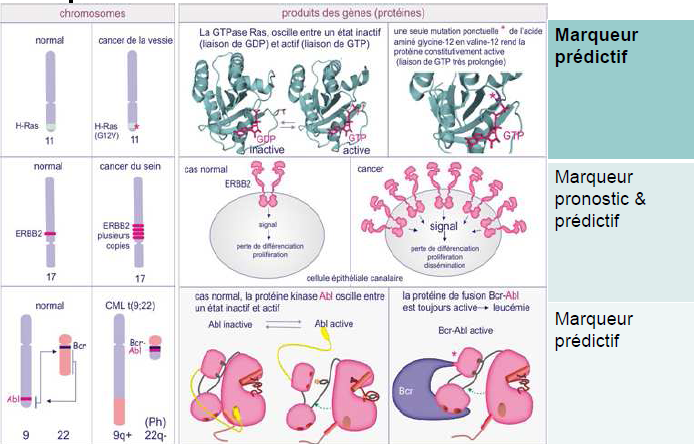 chromosomes
produits des gènes (protéines)
normal
cancer de la vessie
H-Ras
11
H-Ras
(G12Y)
11
La GTPase Ras, oscille entre un état inactif
(liaison de GDP) et actif (liaison de GTP)
GDP
inactive
GTP
active
une seule mutation ponctuelle * de l'acide
aminé glycine-12 en valine-12 rend la
protéine constitutivement active
(liaison de GTP très prolongée)
*
GTP
Marqueur
prédictif
normal
cancer du sein
ERBB2
17
ERBB2
plusieurs
copies
17
cas normal
ERBB2
signal
perte de différenciation
proliferation
cancer
signal
perte de différenciation
proliferation
dissémination
cellule épithéliale canalaire
Marqueur
pronostic &
prédictif
normal
CML t(9;22)
Bcr
Abl
9
22
Bcr-
Abl
(Ph)
9q+
22q-
cas normal, la protéine kinase Abl oscille entre
un état inactif et actif
Abl inactive
Abl active
la protéine de fusion Bcr-Abl
est toujours active→ leucémie
Bcr-Abl active
*
Bcr
Marqueur
prédictif